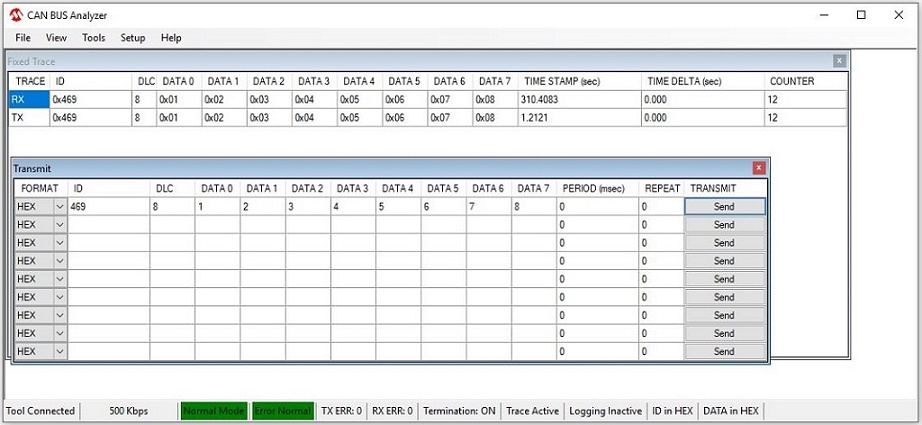 CAN BUS Analyzer
File View Tools Setup Help
Fixed Trace
TRACE ID DLC DATA 0 DATA 1 DATA 2 DATA 3 DATA 4 DATA 5 DATA 6 DATA 7 TIME STAMP (sec) TIME DELTA (sec) COUNTER
RX 0x469 8 0x01 0x02 0x03 0x04 0x05 0x06 0x07 0x08 310.4083 0.000 12
TX 0x469 8 0x01 0x02 0x03 0x04 0x05 0x06 0x07 0x08 1.2121 0.000 12
Transmit
FORMAT ID DLC DATA 0 DATA 1 DATA 2 DATA 3 DATA 4 DATA 5 DATA 6 DATA 7 PERIOD (msec) REPEAT TRANSMIT
HEX 469 8 1 2 3 4 5 6 7 8 0 0 Send
HEX 0 0 Send
HEX 0 0 Send
HEX 0 0 Send
HEX 0 0 Send
HEX 0 0 Send
HEX 0 0 Send
HEX 0 0 Send
HEX 0 0 Send
Tool Connected 500 Kbps Normal Mode Error Normal TX ERR: 0 RX ERR: 0 Termination: ON Trace Active Logging Inactive ID in HEX DATA in HEX